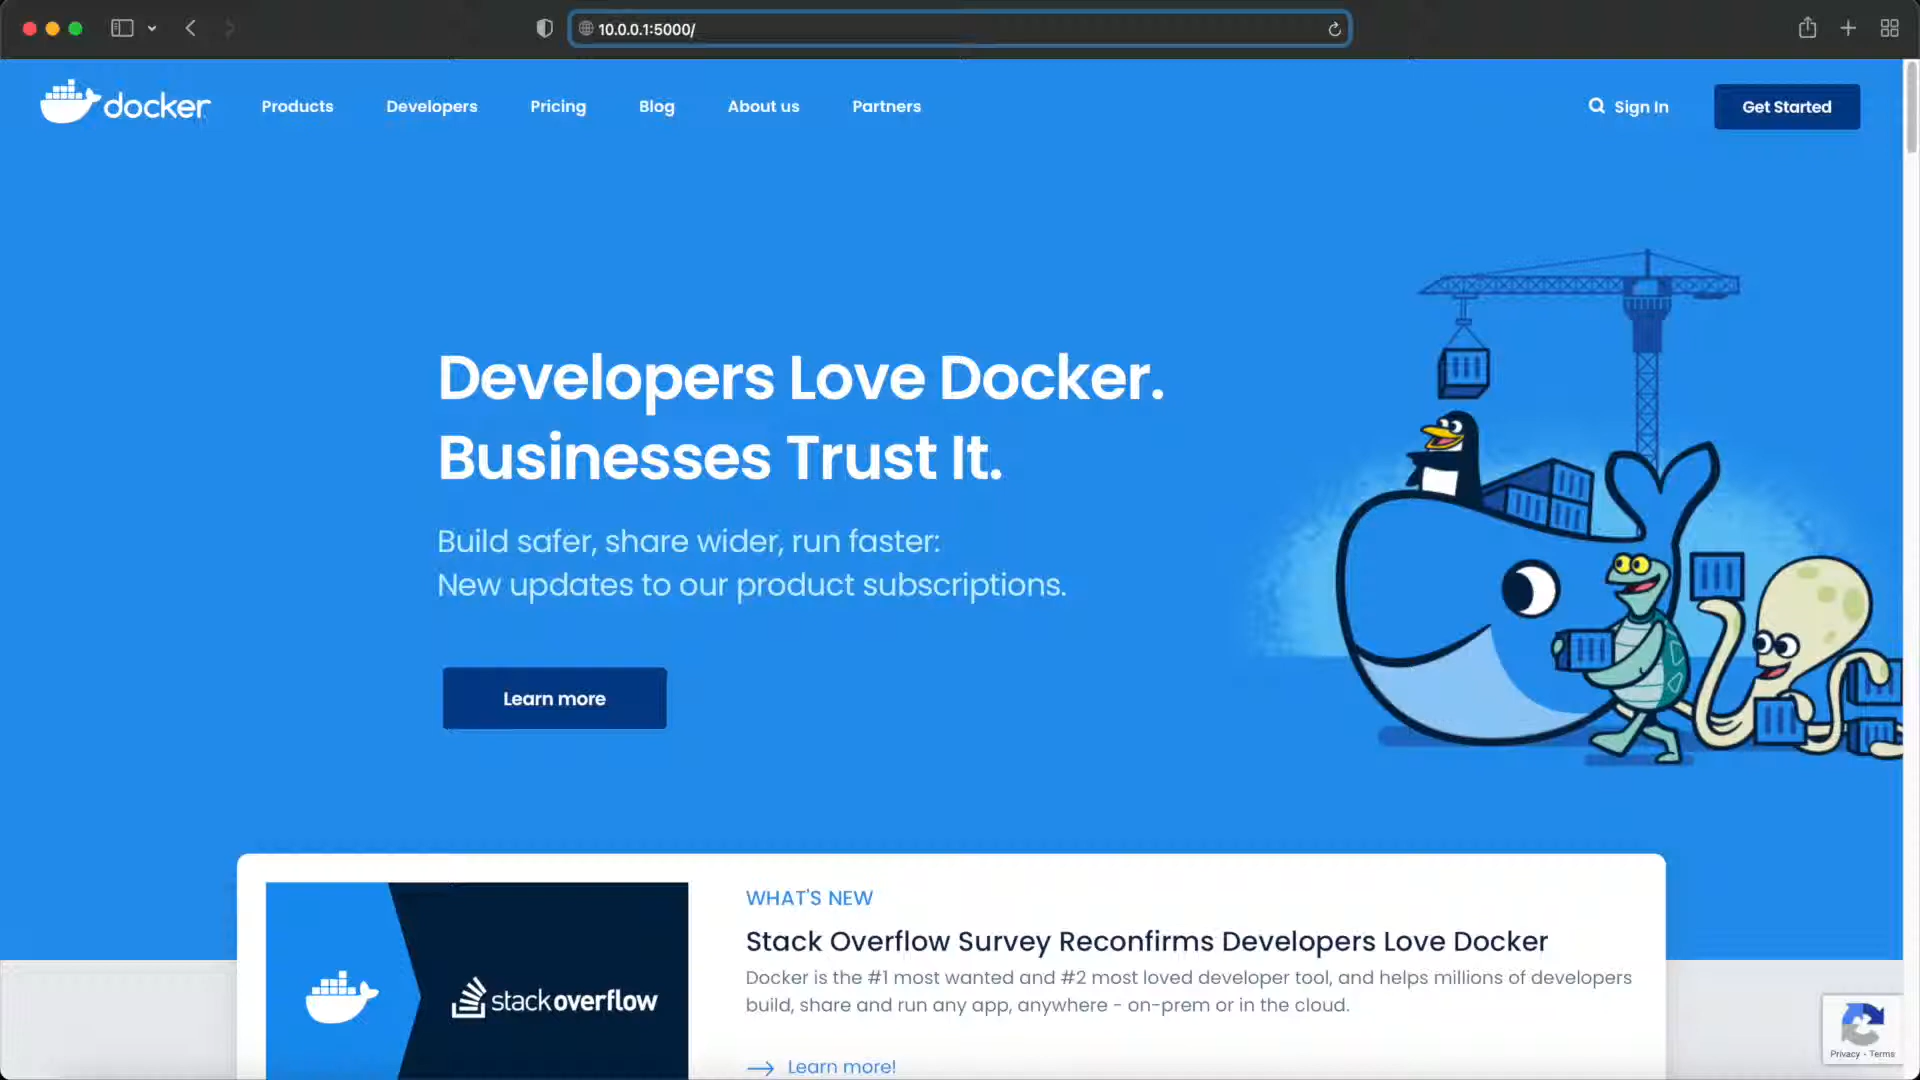 10.0.0.1:5000/
docker
Products
Developers
Pricing
Blog
About us
Partners
Sign In
Get Started
Developers Love Docker.
Businesses Trust It.
Build safer, share wider, run faster:
New updates to our product subscriptions.
Learn more
stackoverflow
WHAT'S NEW
Stack Overflow Survey Reconfirms Developers Love Docker
Docker is the #1 most wanted and #2 most loved developer tool, and helps millions of developers
build, share and run any app, anywhere - on-prem or in the cloud.
Learn more!
Privacy - Terms